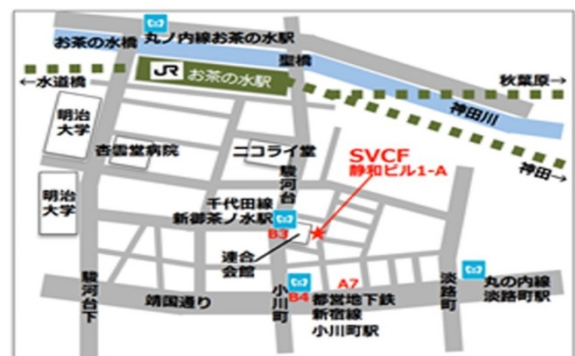 丸ノ内線お茶の水駅
お茶の水橋
聖橋
JR お茶の水駅
←水道橋
秋葉原→
神田川
明治
大学
杏雲堂病院
ニコライ堂
駿河台
SVCF
静和ビル1-A
神田→
明治
大学
千代田線
新御茶ノ水駅
B3
連合
会館
駿河台下
靖国通り
小川町
B4
A7
都営地下鉄
新宿線
小川町駅
淡路町
丸の内線
淡路町駅